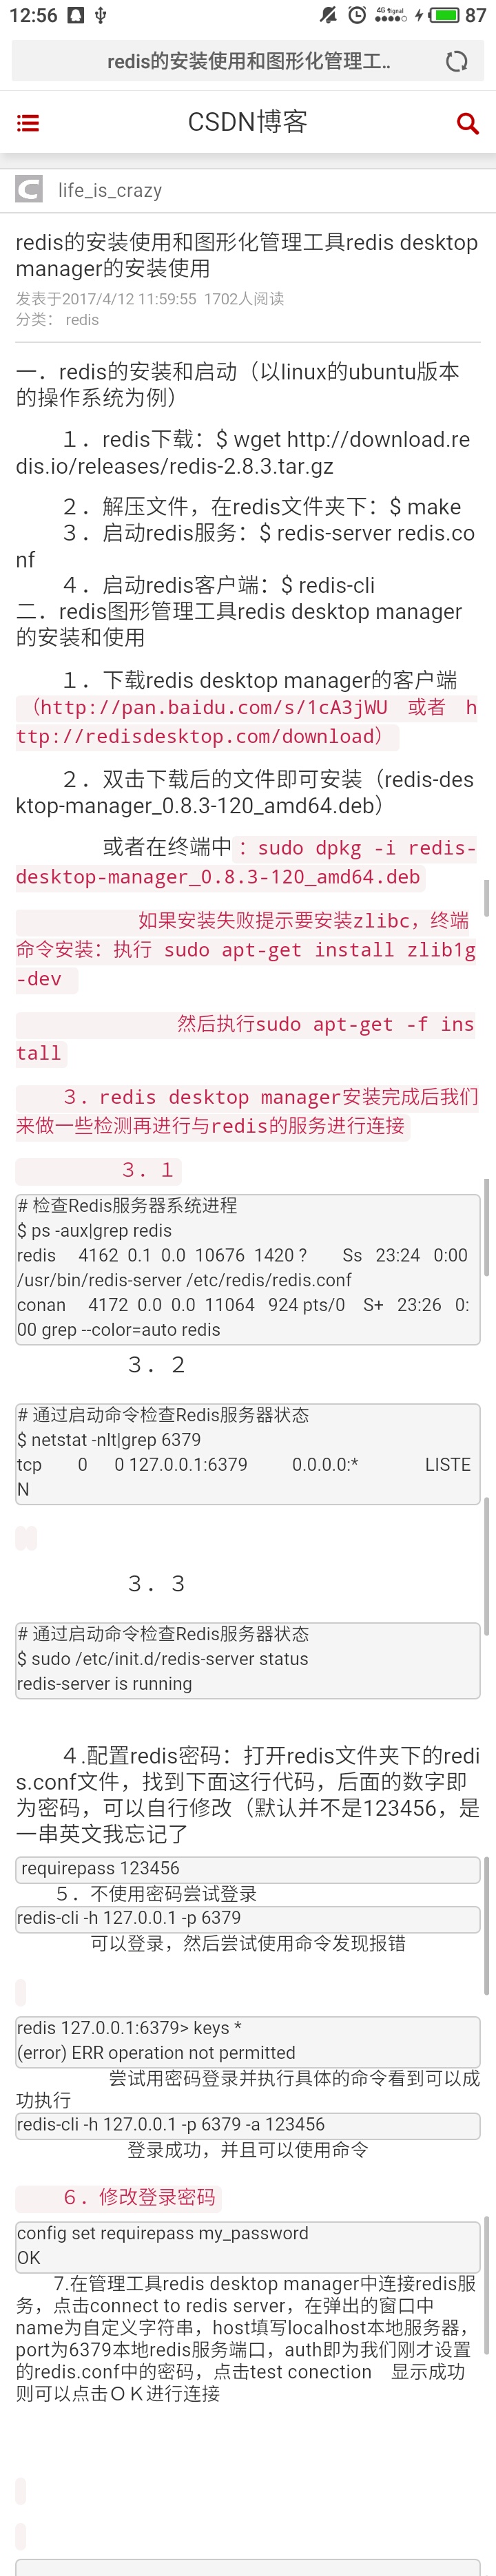 12:56
4G signal
87
redis的安装使用和图形化管理工..
CSDN博客
C life_is_crazy
redis的安装使用和图形化管理工具redis desktop
manager的安装使用
发表于2017/4/12 11:59:55 1702人阅读
分类： redis
一．redis的安装和启动（以linux的ubuntu版本
的操作系统为例）
１．redis下载：$ wget http://download.re
dis.io/releases/redis-2.8.3.tar.gz
２．解压文件，在redis文件夹下：$ make
３．启动redis服务：$ redis-server redis.co
nf
４．启动redis客户端：$ redis-cli
二．redis图形管理工具redis desktop manager
的安装和使用
１．下载redis desktop manager的客户端
（http://pan.baidu.com/s/1cA3jWU 或者 h
ttp://redisdesktop.com/download）
２．双击下载后的文件即可安装（redis-des
ktop-manager_0.8.3-120_amd64.deb）
或者在终端中：sudo dpkg -i redis-
desktop-manager_0.8.3-120_amd64.deb
如果安装失败提示要安装zlibc，终端
命令安装：执行 sudo apt-get install zlib1g
-dev
然后执行sudo apt-get -f ins
tall
３．redis desktop manager安装完成后我们
来做一些检测再进行与redis的服务进行连接
３．１
# 检查Redis服务器系统进程
$ ps -aux|grep redis
redis 4162 0.1 0.0 10676 1420 ? Ss 23:24 0:00
/usr/bin/redis-server /etc/redis/redis.conf
conan 4172 0.0 0.0 11064 924 pts/0 S+ 23:26 0:
00 grep --color=auto redis
３．２
# 通过启动命令检查Redis服务器状态
$ netstat -nlt|grep 6379
tcp 0 0 127.0.0.1:6379 0.0.0.0:* LISTE
N
３．３
# 通过启动命令检查Redis服务器状态
$ sudo /etc/init.d/redis-server status
redis-server is running
４.配置redis密码：打开redis文件夹下的redi
s.conf文件，找到下面这行代码，后面的数字即
为密码，可以自行修改（默认并不是123456，是
一串英文我忘记了
requirepass 123456
５．不使用密码尝试登录
redis-cli -h 127.0.0.1 -p 6379
可以登录，然后尝试使用命令发现报错
redis 127.0.0.1:6379> keys *
(error) ERR operation not permitted
尝试用密码登录并执行具体的命令看到可以成
功执行
redis-cli -h 127.0.0.1 -p 6379 -a 123456
登录成功，并且可以使用命令
６．修改登录密码
config set requirepass my_password
OK
7.在管理工具redis desktop manager中连接redis服
务，点击connect to redis server，在弹出的窗口中
name为自定义字符串，host填写localhost本地服务器，
port为6379本地redis服务端口，auth即为我们刚才设置
的redis.conf中的密码，点击test conection 显示成功
则可以点击ＯＫ进行连接